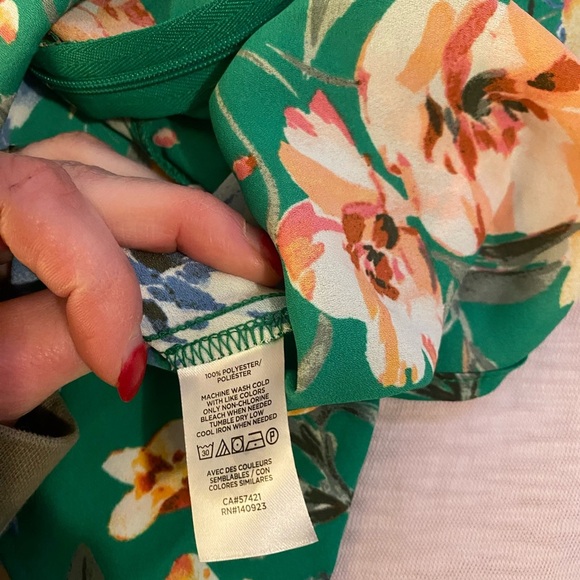 100% POLYESTER/
POLIÉSTER
MACHINE WASH COLD
WITH LIKE COLORS
ONLY NON-CHLORINE
BLEACH WHEN NEEDED
TUMBLE DRY LOW
COOL IRON WHEN NEEDED
30 P
AVEC DES COULEURS
SEMBLABLES / CON
COLORES SIMILARES
CA#57421
RN#140923